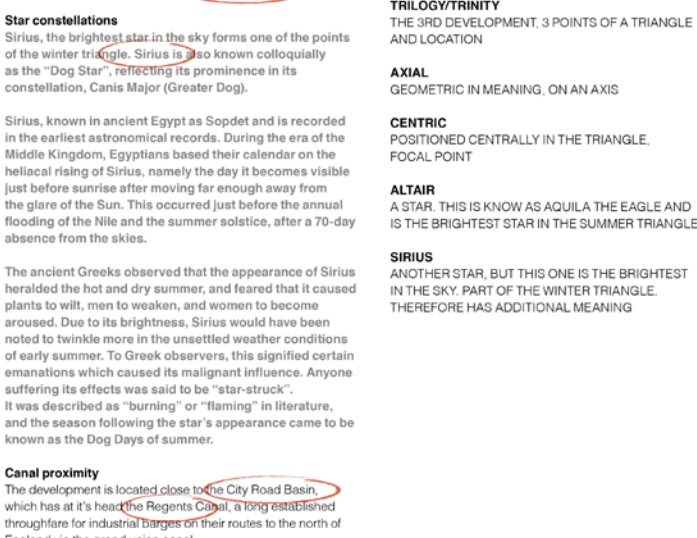 Star constellations
Sirius, the brightest star in the sky forms one of the points
of the winter triangle. Sirius is also known colloquially
as the “Dog Star”, reflecting its prominence in its
constellation, Canis Major (Greater Dog).
Sirius, known in ancient Egypt as Sopdet and is recorded
in the earliest astronomical records. During the era of the
Middle Kingdom, Egyptians based their calendar on the
heliacal rising of Sirius, namely the day it becomes visible
just before sunrise after moving far enough away from
the glare of the Sun. This occurred just before the annual
flooding of the Nile and the summer solstice, after a 70-day
absence from the skies.
The ancient Greeks observed that the appearance of Sirius
heralded the hot and dry summer, and feared that it caused
plants to wilt, men to weaken, and women to become
aroused. Due to its brightness, Sirius would have been
noted to twinkle more in the unsettled weather conditions
of early summer. To Greek observers, this signified certain
emanations which caused its malignant influence. Anyone
suffering its effects was said to be “star-struck”.
It was described as “burning” or “flaming” in literature,
and the season following the star’s appearance came to be
known as the Dog Days of summer.
Canal proximity
The development is located close to the City Road Basin,
which has at it’s head the Regents Canal, a long established
throughfare for industrial barges on their routes to the north of
TRILOGY/TRINITY
THE 3RD DEVELOPMENT, 3 POINTS OF A TRIANGLE
AND LOCATION
AXIAL
GEOMETRIC IN MEANING, ON AN AXIS
CENTRIC
POSITIONED CENTRALLY IN THE TRIANGLE,
FOCAL POINT
ALTAIR
A STAR. THIS IS KNOW AS AQUILA THE EAGLE AND
IS THE BRIGHTEST STAR IN THE SUMMER TRIANGLE
SIRIUS
ANOTHER STAR, BUT THIS ONE IS THE BRIGHTEST
IN THE SKY. PART OF THE WINTER TRIANGLE.
THEREFORE HAS ADDITIONAL MEANING